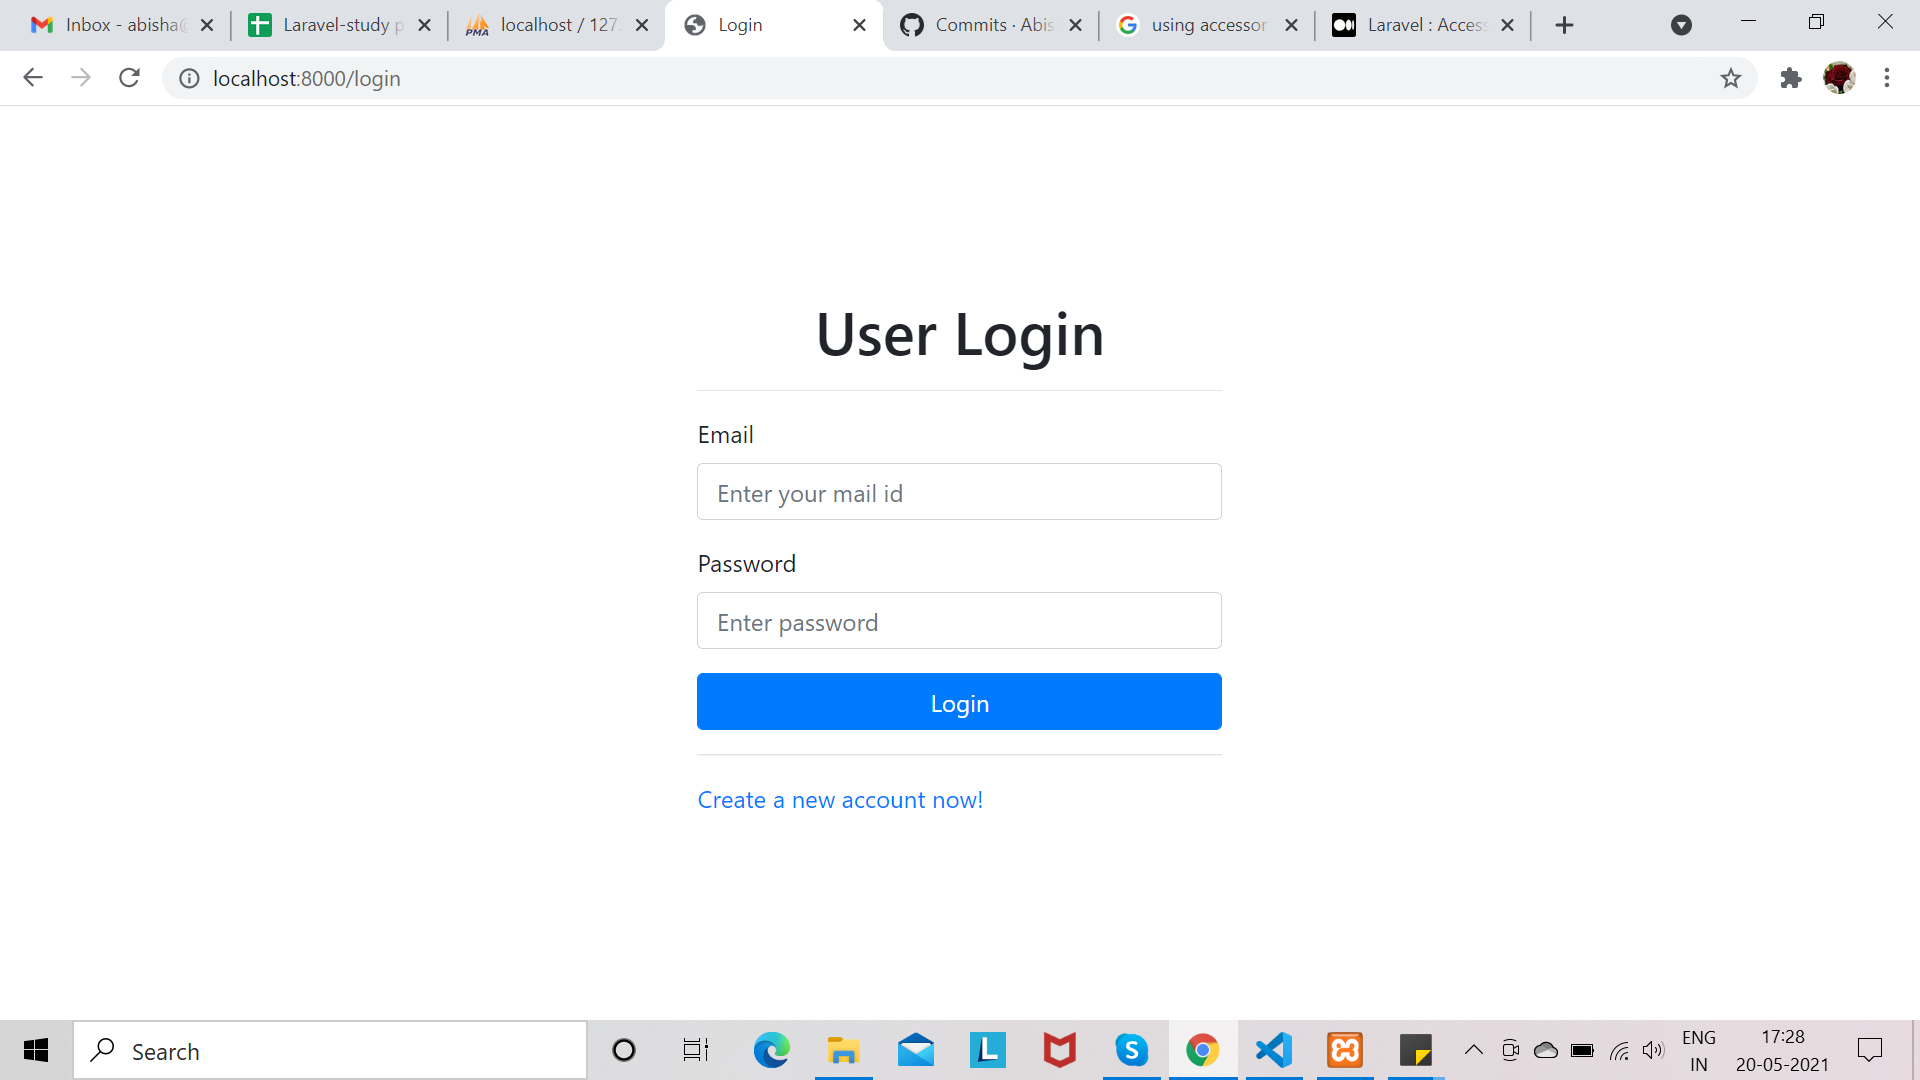 Inbox - abisha@
Laravel-study p
PMA
localhost / 127.
Login
Commits · Abis
using accessor
Laravel : Access
localhost:8000/login
User Login
Email
Enter your mail id
Password
Enter password
Login
Create a new account now!
Search
L
S
ENG
IN
17:28
20-05-2021